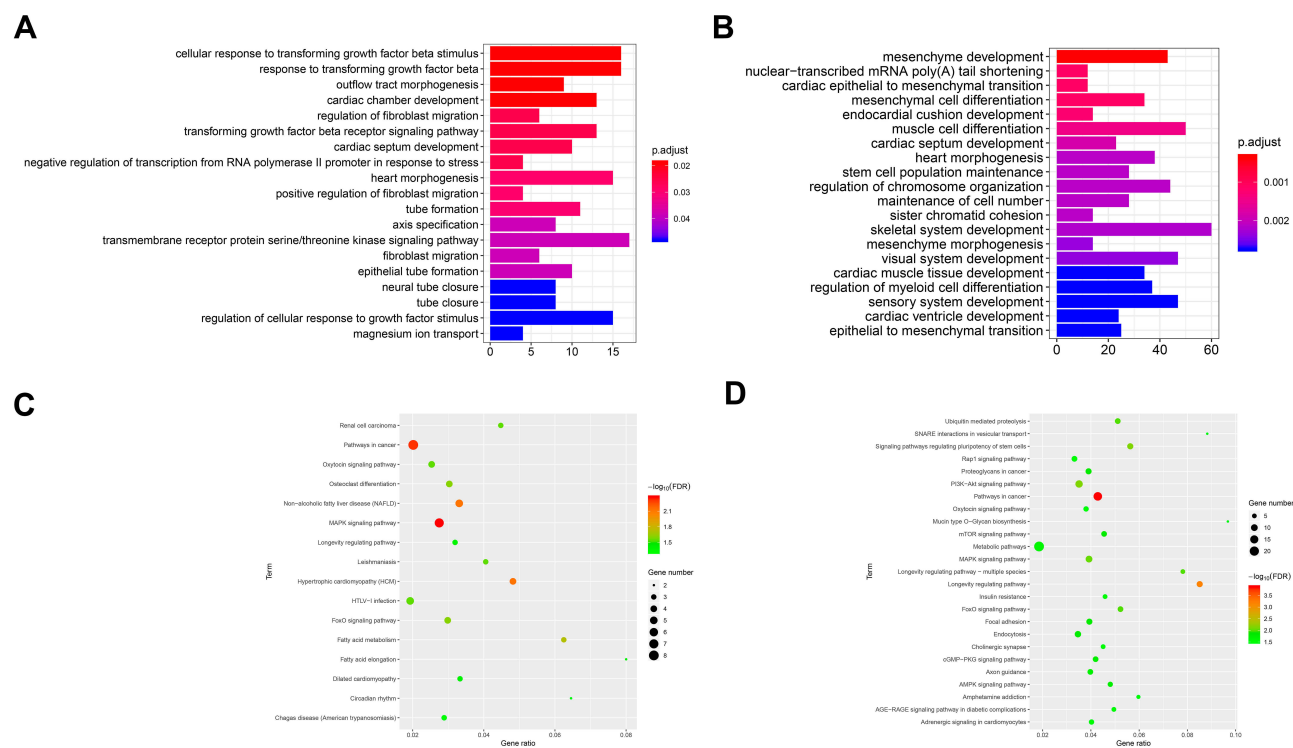 A
cellular response to transforming growth factor beta stimulus
response to transforming growth factor beta
outflow tract morphogenesis
cardiac chamber development
regulation of fibroblast migration
transforming growth factor beta receptor signaling pathway
cardiac septum development
negative regulation of transcription from RNA polymerase II promoter in response to stress
heart morphogenesis
positive regulation of fibroblast migration
tube formation
axis specification
transmembrane receptor protein serine/threonine kinase signaling pathway
fibroblast migration
epithelial tube formation
neural tube closure
tube closure
regulation of cellular response to growth factor stimulus
magnesium ion transport
0 5 10 15
p.adjust
0.02
0.03
0.04
B
mesenchyme development
nuclear−transcribed mRNA poly(A) tail shortening
cardiac epithelial to mesenchymal transition
mesenchymal cell differentiation
endocardial cushion development
muscle cell differentiation
cardiac septum development
heart morphogenesis
stem cell population maintenance
regulation of chromosome organization
maintenance of cell number
sister chromatid cohesion
skeletal system development
mesenchyme morphogenesis
visual system development
cardiac muscle tissue development
regulation of myeloid cell differentiation
sensory system development
cardiac ventricle development
epithelial to mesenchymal transition
0 20 40 60
p.adjust
0.001
0.002
C
Term
Renal cell carcinoma
Pathways in cancer
Oxytocin signaling pathway
Osteoclast differentiation
Non−alcoholic fatty liver disease (NAFLD)
MAPK signaling pathway
Longevity regulating pathway
Leishmaniasis
Hypertrophic cardiomyopathy (HCM)
HTLV−I infection
FoxO signaling pathway
Fatty acid metabolism
Fatty acid elongation
Dilated cardiomyopathy
Circadian rhythm
Chagas disease (American trypanosomiasis)
0.02 0.04 0.06 0.08
Gene ratio
−log10(FDR)
2.1
1.8
1.5
Gene number
2
3
4
5
6
7
8
D
Term
Ubiquitin mediated proteolysis
SNARE interactions in vesicular transport
Signaling pathways regulating pluripotency of stem cells
Rap1 signaling pathway
Proteoglycans in cancer
PI3K−Akt signaling pathway
Pathways in cancer
Oxytocin signaling pathway
Mucin type O−Glycan biosynthesis
mTOR signaling pathway
Metabolic pathways
MAPK signaling pathway
Longevity regulating pathway − multiple species
Longevity regulating pathway
Insulin resistance
FoxO signaling pathway
Focal adhesion
Endocytosis
Cholinergic synapse
cGMP−PKG signaling pathway
Axon guidance
AMPK signaling pathway
Amphetamine addiction
AGE−RAGE signaling pathway in diabetic complications
Adrenergic signaling in cardiomyocytes
0.02 0.04 0.06 0.08 0.10
Gene ratio
Gene number
5
10
15
20
−log10(FDR)
3.5
3.0
2.5
2.0
1.5